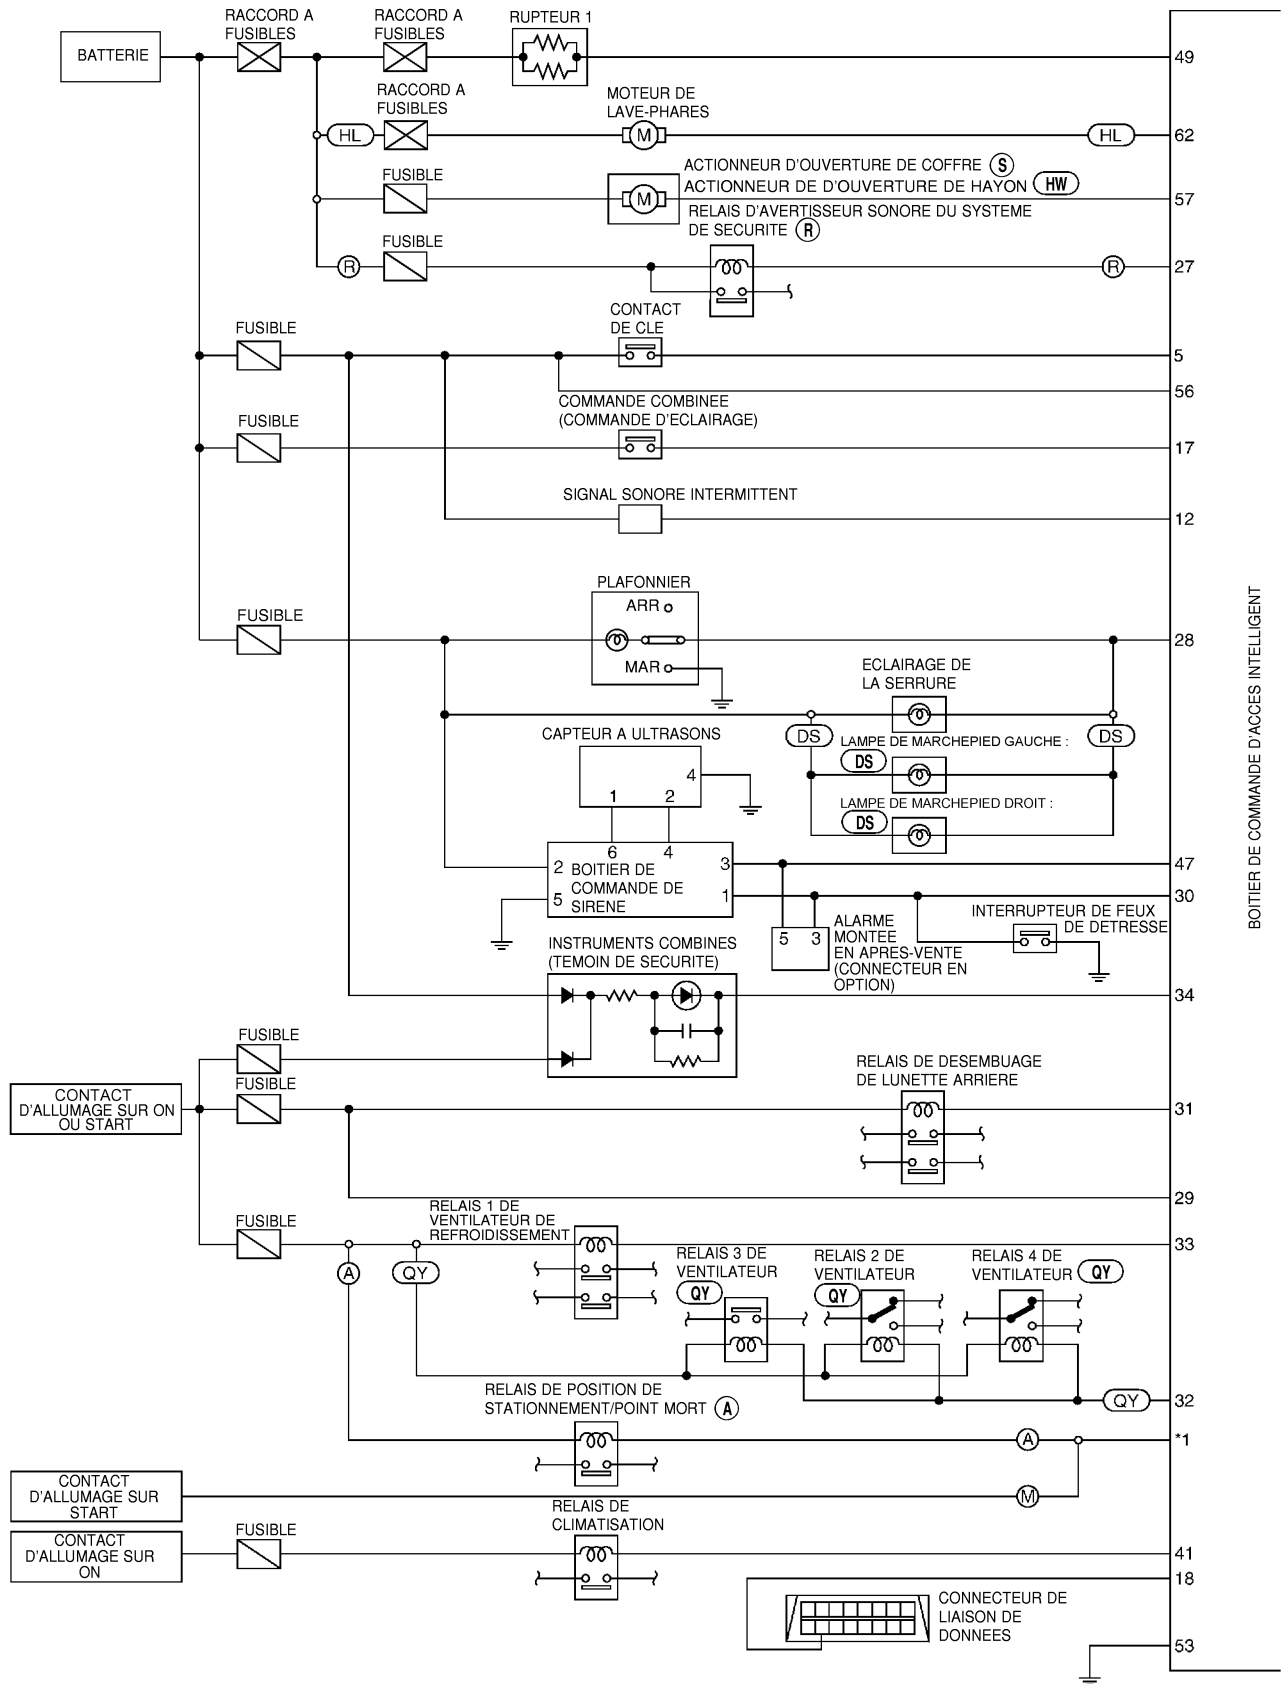 RACCORD A
FUSIBLES
RACCORD A
FUSIBLES
RUPTEUR 1
BATTERIE
49
RACCORD A
FUSIBLES
MOTEUR DE
LAVE-PHARES
HL
M
HL
62
ACTIONNEUR D'OUVERTURE DE COFFRE S
FUSIBLE
ACTIONNEUR DE D'OUVERTURE DE HAYON HW
M
57
RELAIS D'AVERTISSEUR SONORE DU SYSTEME
DE SECURITE R
FUSIBLE
R
R
27
CONTACT
DE CLE
FUSIBLE
5
56
COMMANDE COMBINEE
(COMMANDE D'ECLAIRAGE)
FUSIBLE
17
SIGNAL SONORE INTERMITTENT
12
PLAFONNIER
ARR
FUSIBLE
28
MAR
ECLAIRAGE DE
LA SERRURE
CAPTEUR A ULTRASONS
DS
DS
LAMPE DE MARCHEPIED GAUCHE :
DS
4
1 2
LAMPE DE MARCHEPIED DROIT :
DS
6 4
2 BOITIER DE
COMMANDE DE
SIRENE
3
47
5
1
30
5 3
ALARME
MONTEE
EN APRES-VENTE
(CONNECTEUR EN
OPTION)
INTERRUPTEUR DE FEUX
DE DETRESSE
INSTRUMENTS COMBINES
(TEMOIN DE SECURITE)
34
FUSIBLE
FUSIBLE
RELAIS DE DESEMBUAGE
DE LUNETTE ARRIERE
CONTACT
D'ALLUMAGE SUR ON
OU START
31
29
RELAIS 1 DE
VENTILATEUR DE
REFROIDISSEMENT
FUSIBLE
33
A
QY
RELAIS 3 DE
VENTILATEUR
QY
RELAIS 2 DE
VENTILATEUR
QY
RELAIS 4 DE
VENTILATEUR QY
RELAIS DE POSITION DE
STATIONNEMENT/POINT MORT A
QY
32
A
*1
CONTACT
D'ALLUMAGE SUR
START
M
RELAIS DE
CLIMATISATION
CONTACT
D'ALLUMAGE SUR
ON
FUSIBLE
41
18
CONNECTEUR DE
LIAISON DE
DONNEES
53
BOITIER DE COMMANDE D'ACCES INTELLIGENT